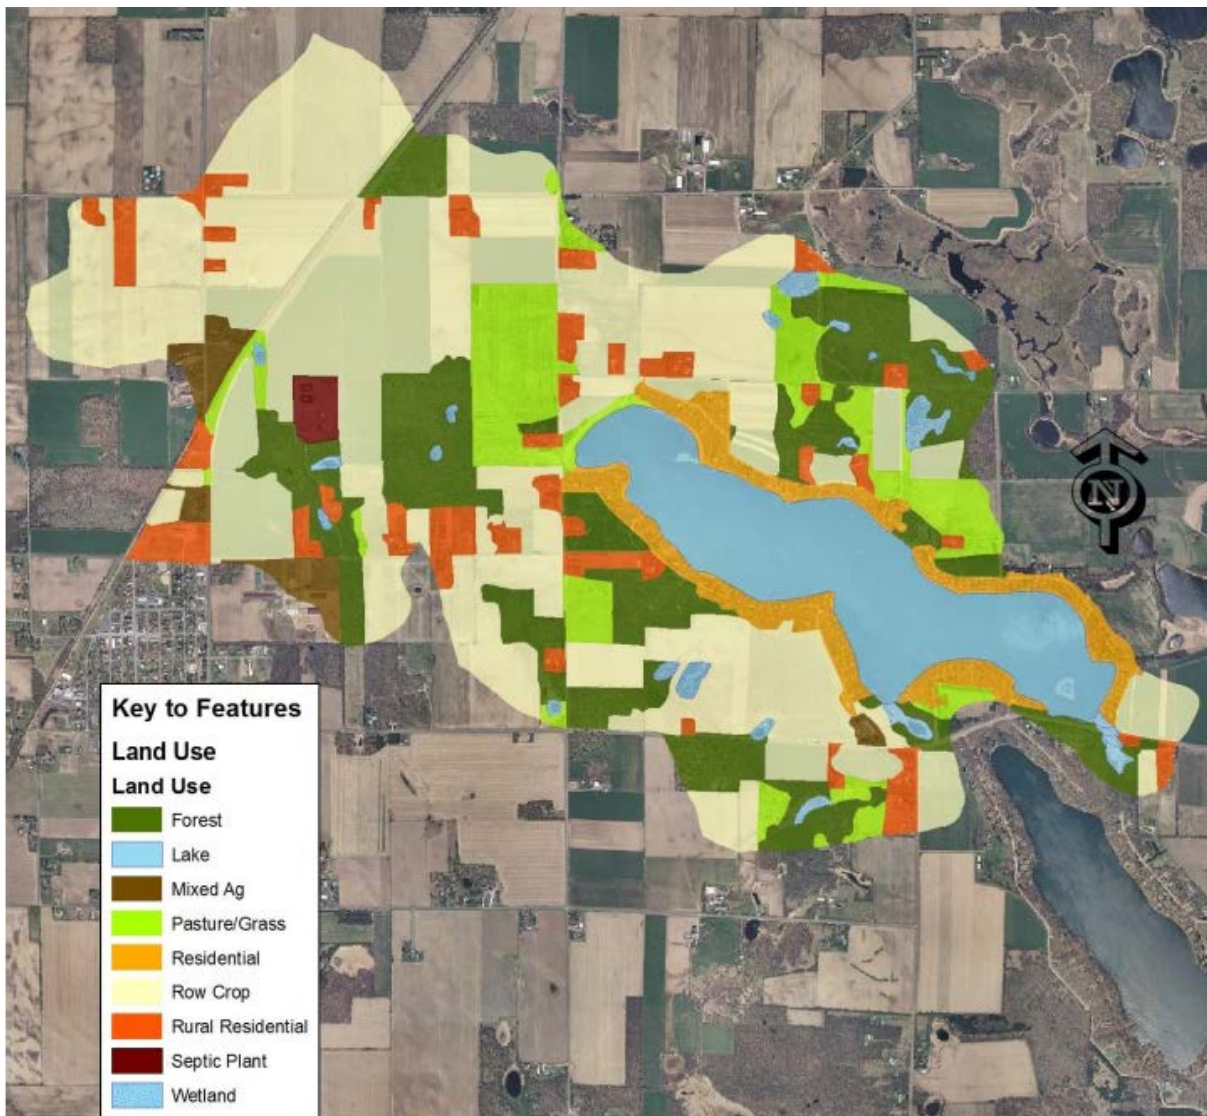 N
Key to Features
Land Use
Land Use
Forest
Lake
Mixed Ag
Pasture/Grass
Residential
Row Crop
Rural Residential
Septic Plant
Wetland